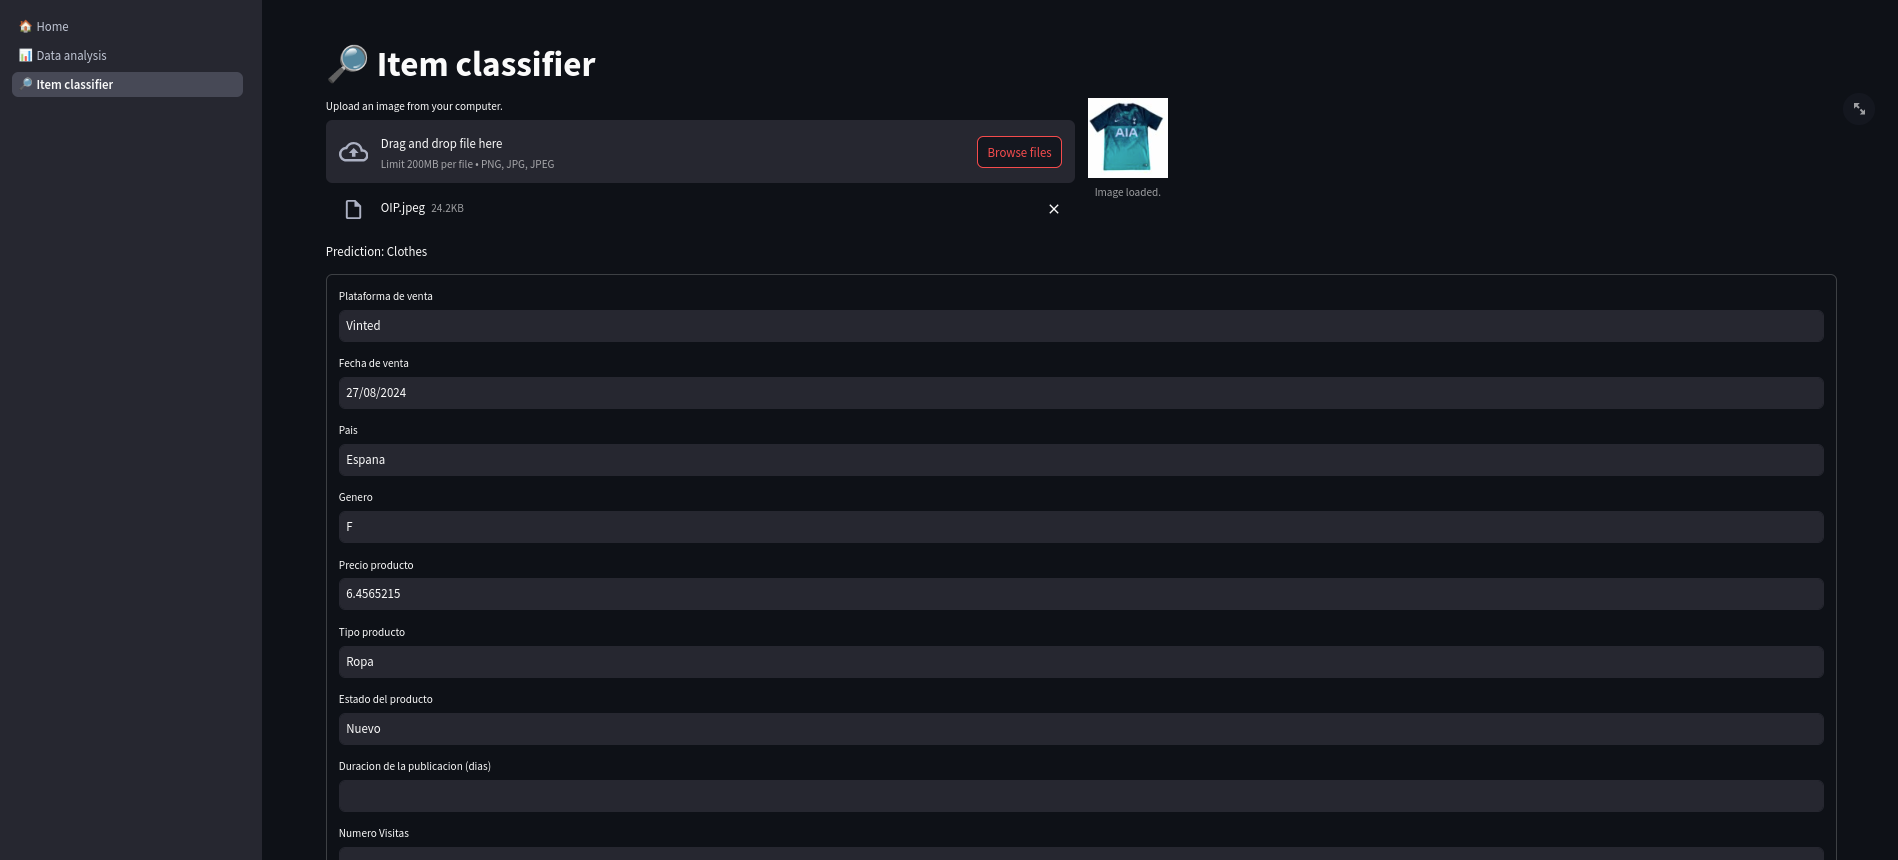 Home
Data analysis
Item classifier
Item classifier
Upload an image from your computer.
Drag and drop file here
Limit 200MB per file • PNG, JPG, JPEG
Browse files
AIA
Image loaded.
OIP.jpeg 24.2KB
Prediction: Clothes
Plataforma de venta
Vinted
Fecha de venta
27/08/2024
Pais
Espana
Genero
F
Precio producto
6.4565215
Tipo producto
Ropa
Estado del producto
Nuevo
Duracion de la publicacion (dias)
Numero Visitas